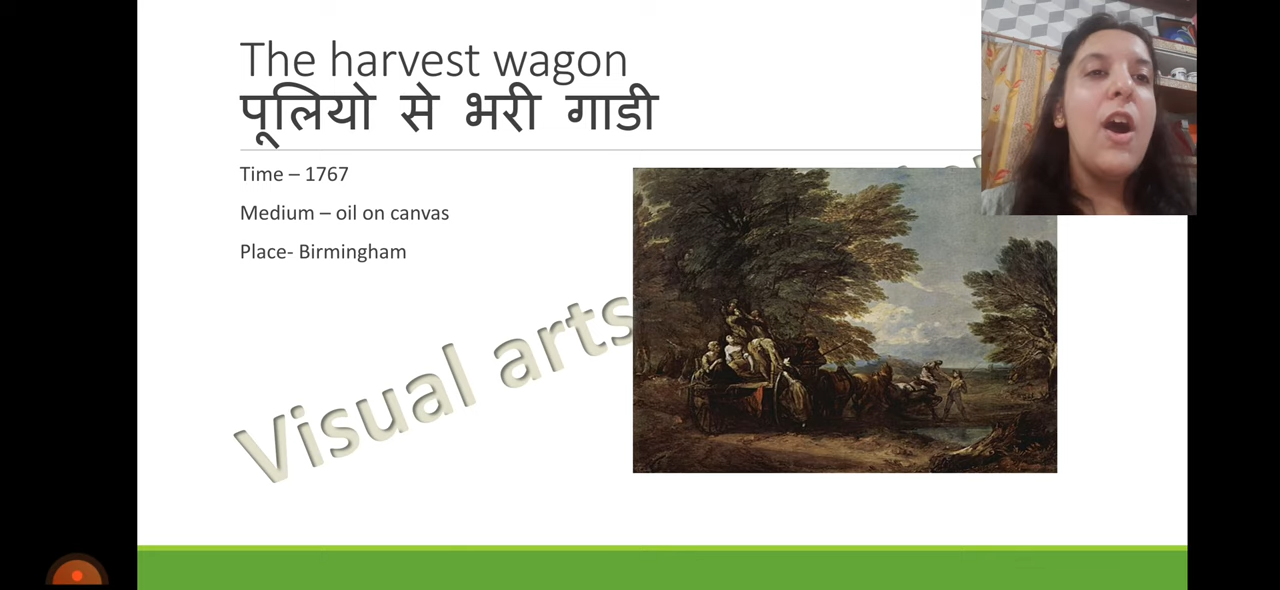 The harvest wagon
पूलियो से भरी गाडी
Time – 1767
Medium – oil on canvas
Place- Birmingham
Visual arts